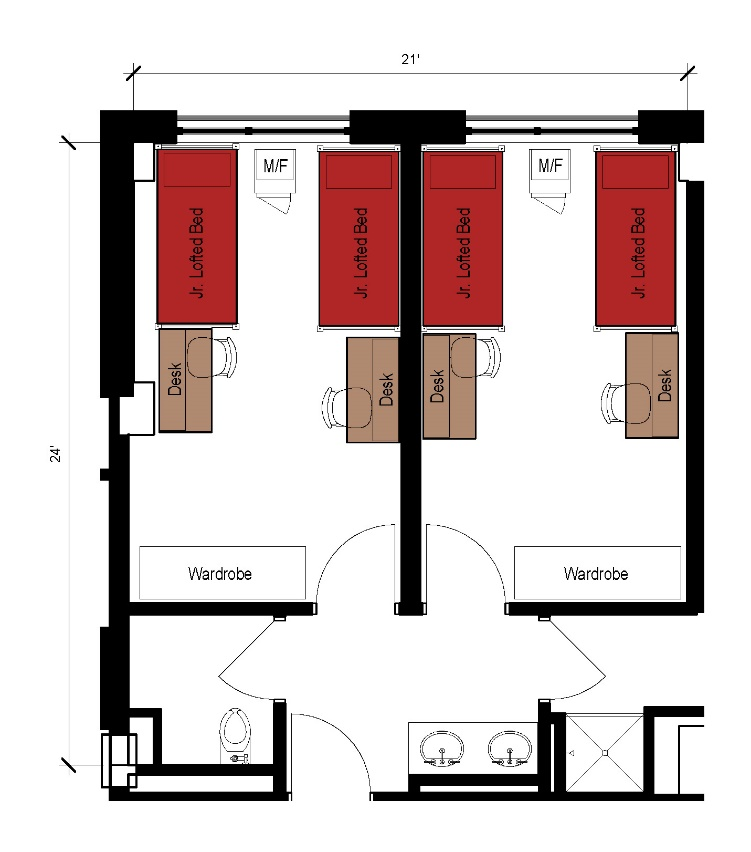 21'
M/F
M/F
Jr. Lofted Bed
Jr. Lofted Bed
Jr. Lofted Bed
Jr. Lofted Bed
Desk
Desk
Desk
Desk
24'
Wardrobe
Wardrobe